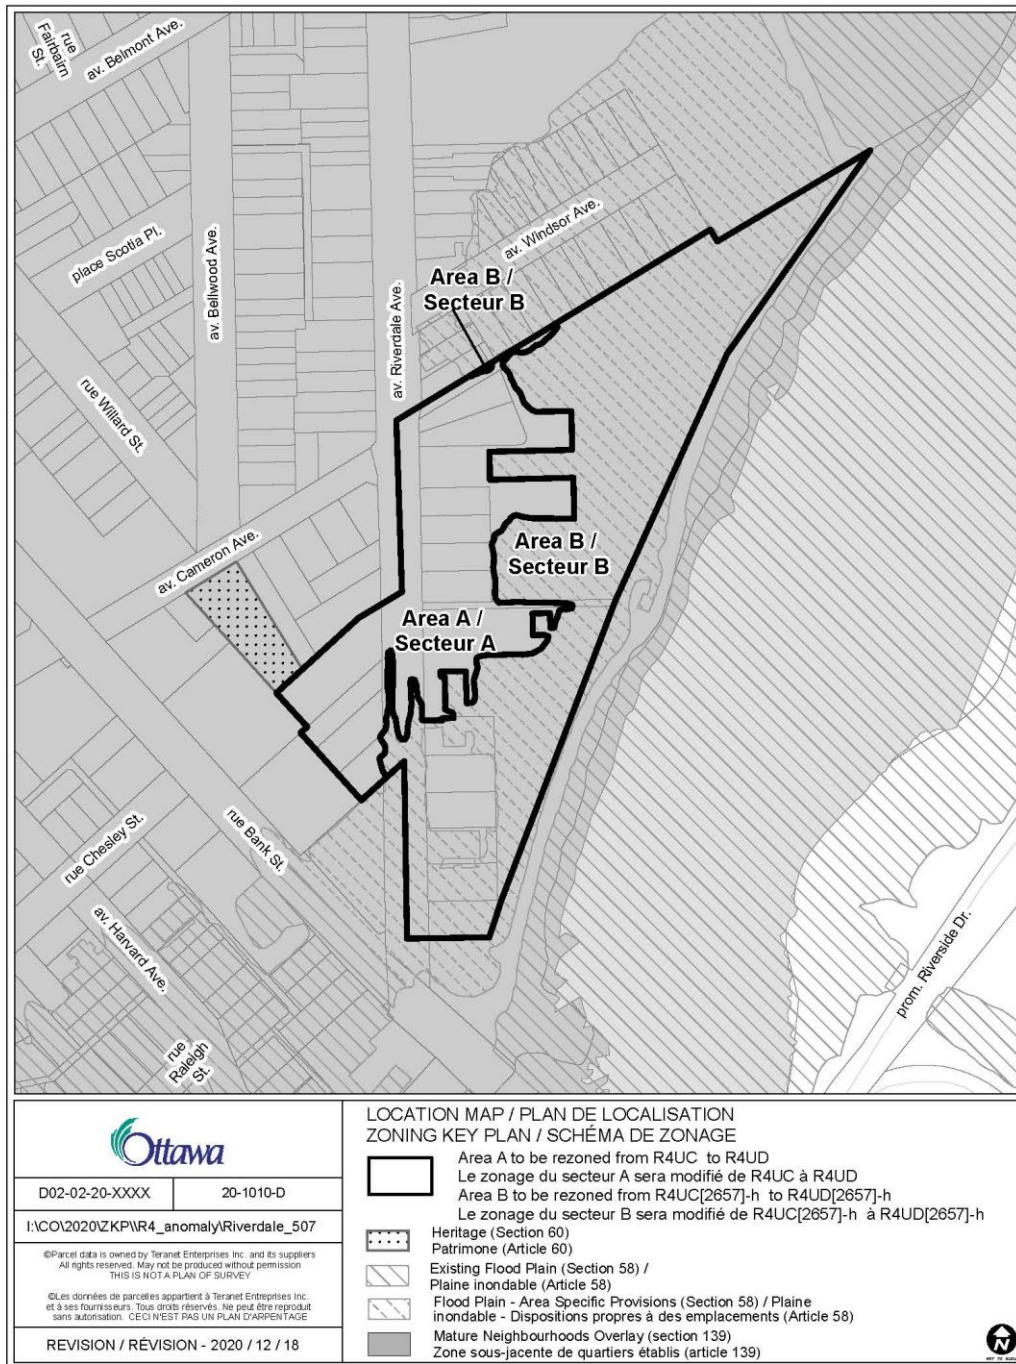 rue
Fairbairn
St.
av. Belmont Ave.
place Scotia Pl.
av. Bellwood Ave.
av. Windsor Ave.
Area B /
Secteur B
av. Riverdale Ave.
rue Willard St.
av. Cameron Ave.
Area B /
Secteur B
Area A /
Secteur A
rue Chesley St.
rue Bank St.
av. Harvard Ave.
rue
Raleigh
St.
prom. Riverside Dr.
Ottawa
D02-02-20-XXXX
20-1010-D
I:\CO\2020\ZKP\\R4_anomaly\Riverdale_507
©Parcel data is owned by Teranet Enterprises Inc. and its suppliers
All rights reserved. May not be produced without permission
THIS IS NOT A PLAN OF SURVEY
©Les données de parcelles appartient à Teranet Entreprises Inc.
et à ses fournisseurs. Tous droits réservés. Ne peut être reproduit
sans autorisation. CECI N'EST PAS UN PLAN D'ARPENTAGE
REVISION / RÉVISION - 2020 / 12 / 18
LOCATION MAP / PLAN DE LOCALISATION
ZONING KEY PLAN / SCHÉMA DE ZONAGE
Area A to be rezoned from R4UC to R4UD
Le zonage du secteur A sera modifié de R4UC à R4UD
Area B to be rezoned from R4UC[2657]-h to R4UD[2657]-h
Le zonage du secteur B sera modifié de R4UC[2657]-h à R4UD[2657]-h
Heritage (Section 60)
Patrimone (Article 60)
Existing Flood Plain (Section 58) /
Plaine inondable (Article 58)
Flood Plain - Area Specific Provisions (Section 58) / Plaine
inondable - Dispositions propres à des emplacements (Article 58)
Mature Neighbourhoods Overlay (section 139)
Zone sous-jacente de quartiers établis (article 139)
N